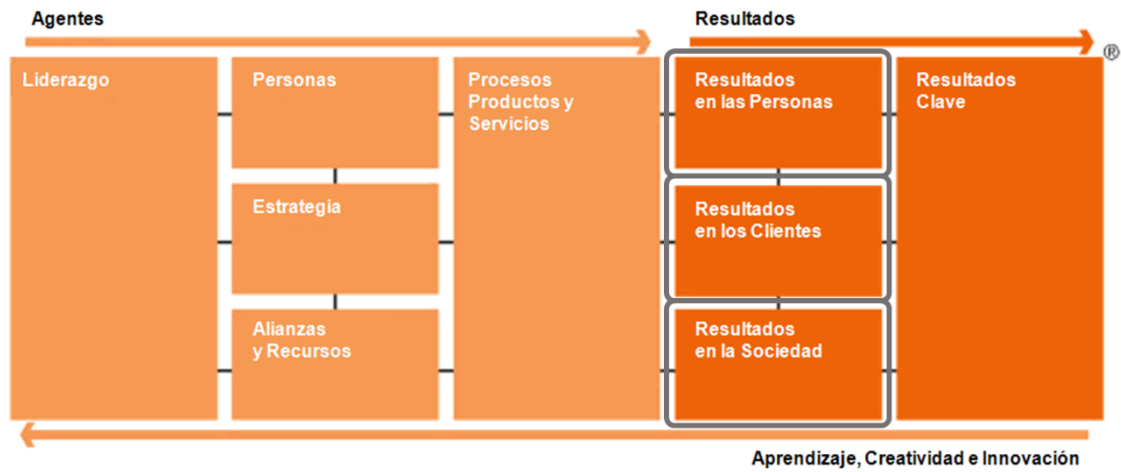 Agentes
Resultados
®
Liderazgo
Personas
Procesos
Productos y
Servicios
Resultados
en las Personas
Resultados
Clave
Estrategia
Resultados
en los Clientes
Alianzas
y Recursos
Resultados
en la Sociedad
Aprendizaje, Creatividad e Innovación